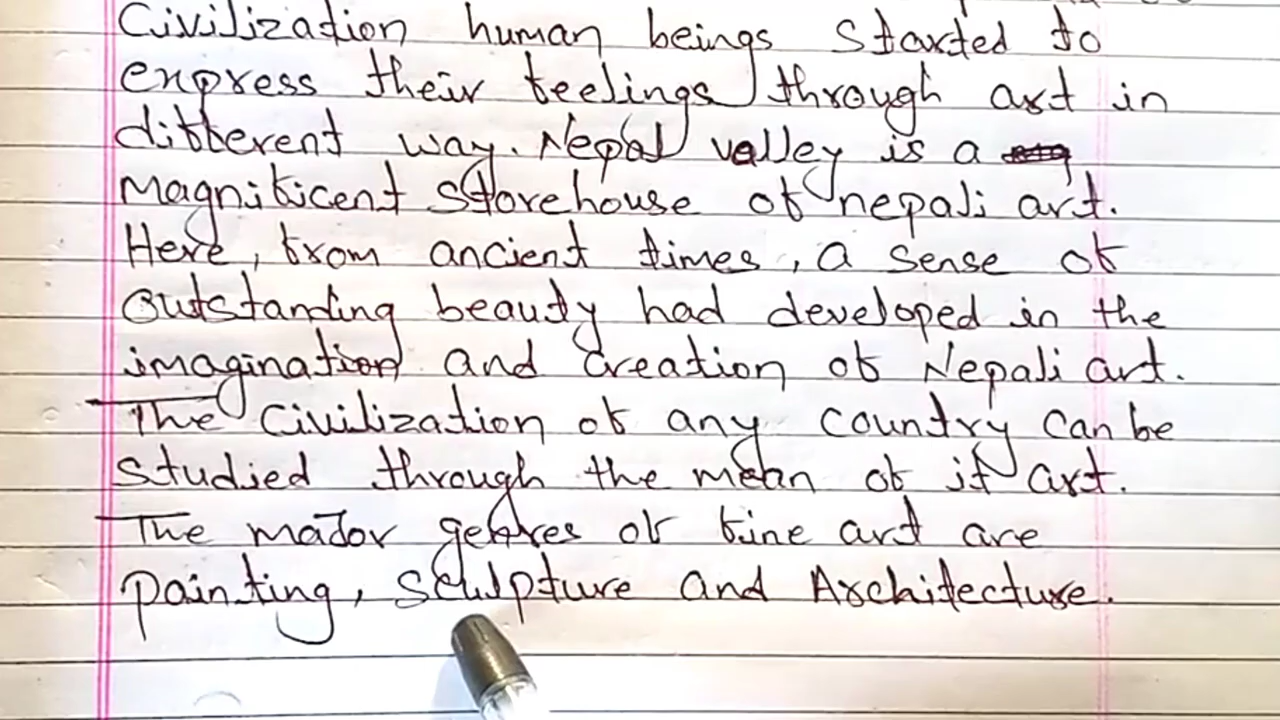 Civilization human beings started to
express their feelings through art in
different way. Nepal valley is a
magnificent storehouse of nepali art.
Here, from ancient times, a sense of
outstanding beauty had developed in the
imagination and creation of Nepali art.
The civilization of any country can be
studied through the mean of it art.
The major genres of fine art are
painting, sculpture and Architecture.